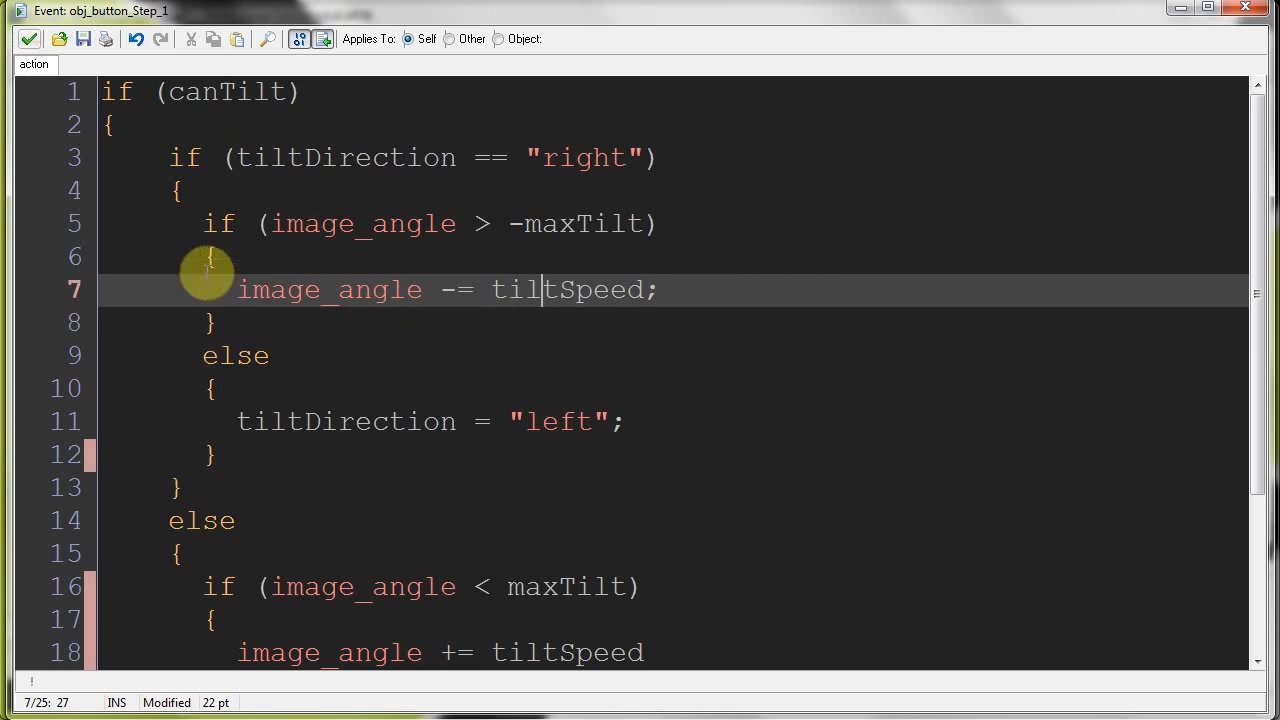 Event: obj_button_Step_1
Applies To: Self Other Object:
action
1 if (canTilt)
2 {
3 if (tiltDirection == "right")
4 {
5 if (image_angle > -maxTilt)
6 {
7 image_angle -= tiltSpeed;
8 }
9 else
10 {
11 tiltDirection = "left";
12 }
13 }
14 else
15 {
16 if (image_angle < maxTilt)
17 {
18 image_angle += tiltSpeed
!
7/25: 27 INS Modified 22 pt